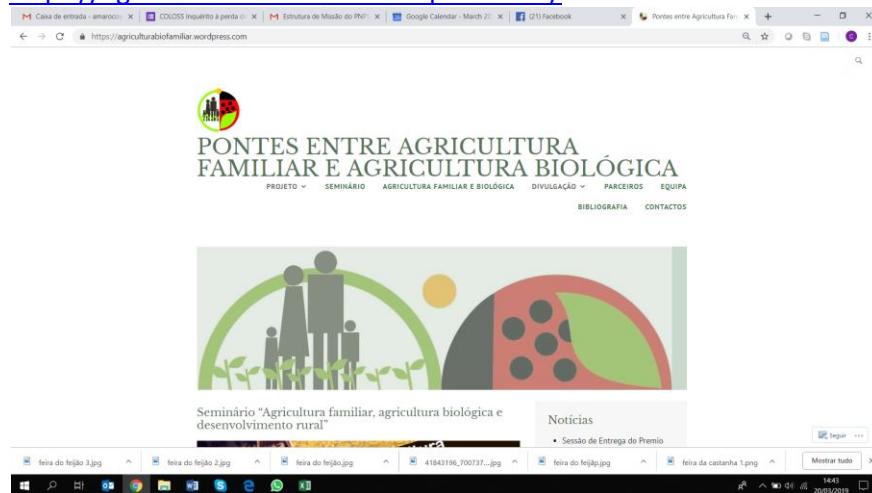 Caixa de entrada - amarocos
COLOSS Inquérito à perda d
Estrutura de Missão do PNP
Google Calendar - March 20
(21) Facebook
Pontes entre Agricultura Fam
https://agriculturabiofamiliar.wordpress.com
PONTES ENTRE AGRICULTURA
FAMILIAR E AGRICULTURA BIOLÓGICA
PROJETO SEMINÁRIO AGRICULTURA FAMILIAR E BIOLÓGICA DIVULGAÇÃO PARCEIROS EQUIPA
BIBLIOGRAFIA CONTACTOS
Seminário “Agricultura familiar, agricultura biológica e
desenvolvimento rural”
Notícias
Sessão de Entrega do Premio
Seguir
feira do feijão 3.jpg
feira do feijão 2.jpg
feira do feijão.jpg
41843196_700737....jpg
feira do feijãp.jpg
feira da castanha 1.png
Mostrar tudo
14:43
20/03/2019